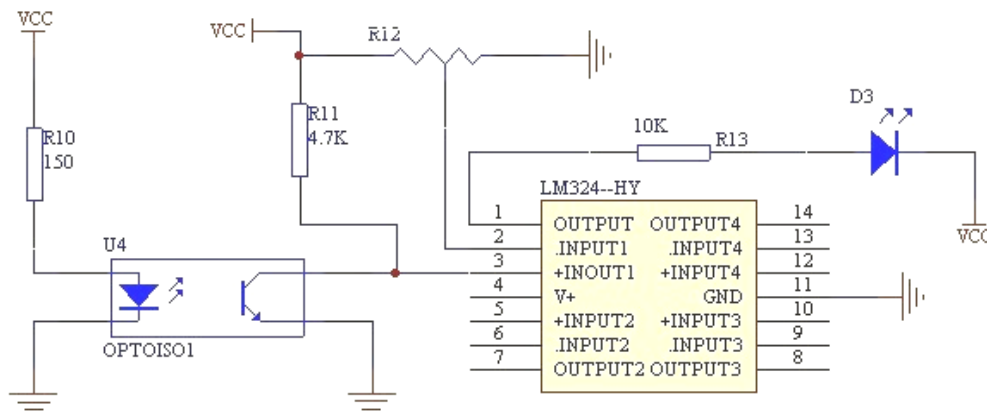 VCC
VCC
R12
R10
150
R11
4.7K
D3
10K
R13
LM324--HY
VCC
U4
OPTOISO1
1 OUTPUT OUTPUT4 14
2 .INPUT1 .INPUT4 13
3 +INOUT1 +INPUT4 12
4 V+ GND 11
5 +INPUT2 +INPUT3 10
6 .INPUT2 .INPUT3 9
7 OUTPUT2 OUTPUT3 8